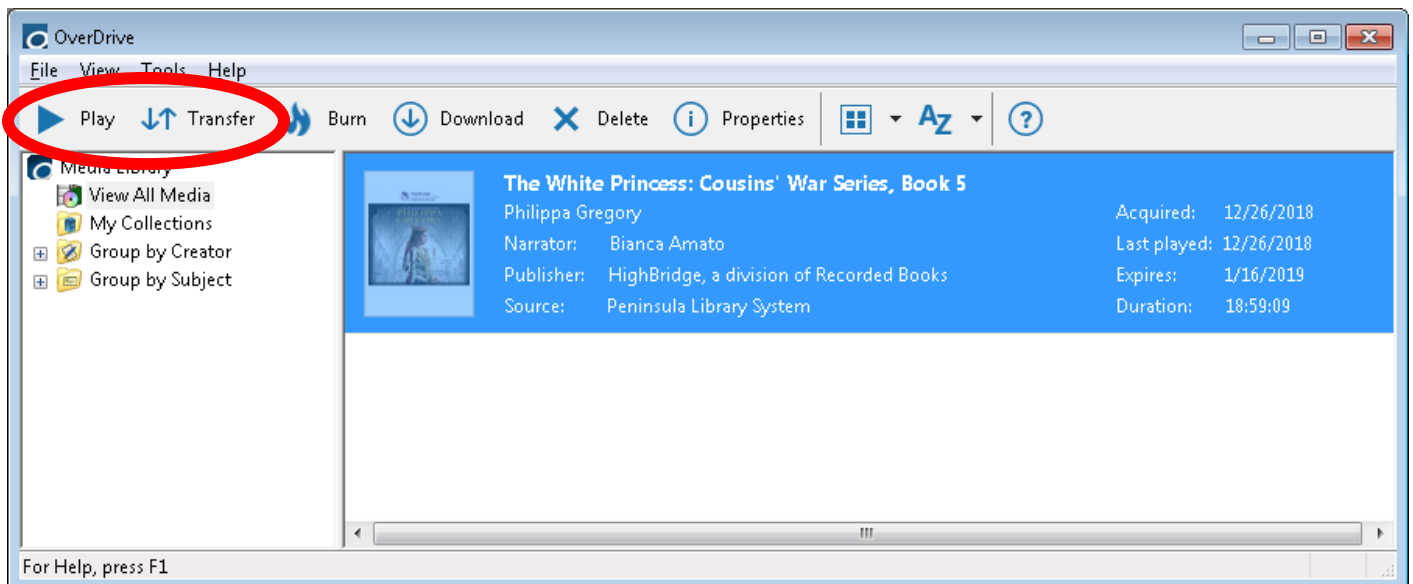 OverDrive
File View Tools Help
Play Transfer Burn Download Delete Properties AZ ?
Media Library
View All Media
My Collections
Group by Creator
Group by Subject
The White Princess: Cousins' War Series, Book 5
Philippa Gregory Acquired: 12/26/2018
Narrator: Bianca Amato Last played: 12/26/2018
Publisher: HighBridge, a division of Recorded Books Expires: 1/16/2019
Source: Peninsula Library System Duration: 18:59:09
For Help, press F1